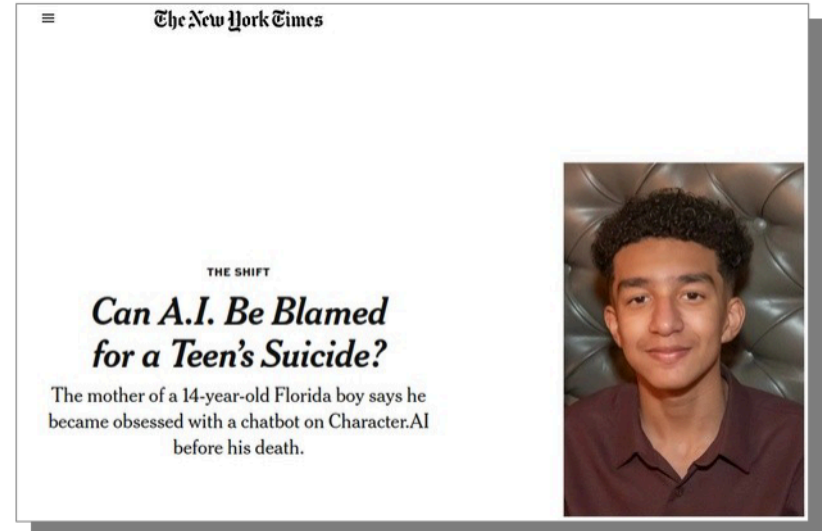 The New York Times
THE SHIFT
Can A.I. Be Blamed
for a Teen's Suicide?
The mother of a 14-year-old Florida boy says he
became obsessed with a chatbot on Character.AI
before his death.